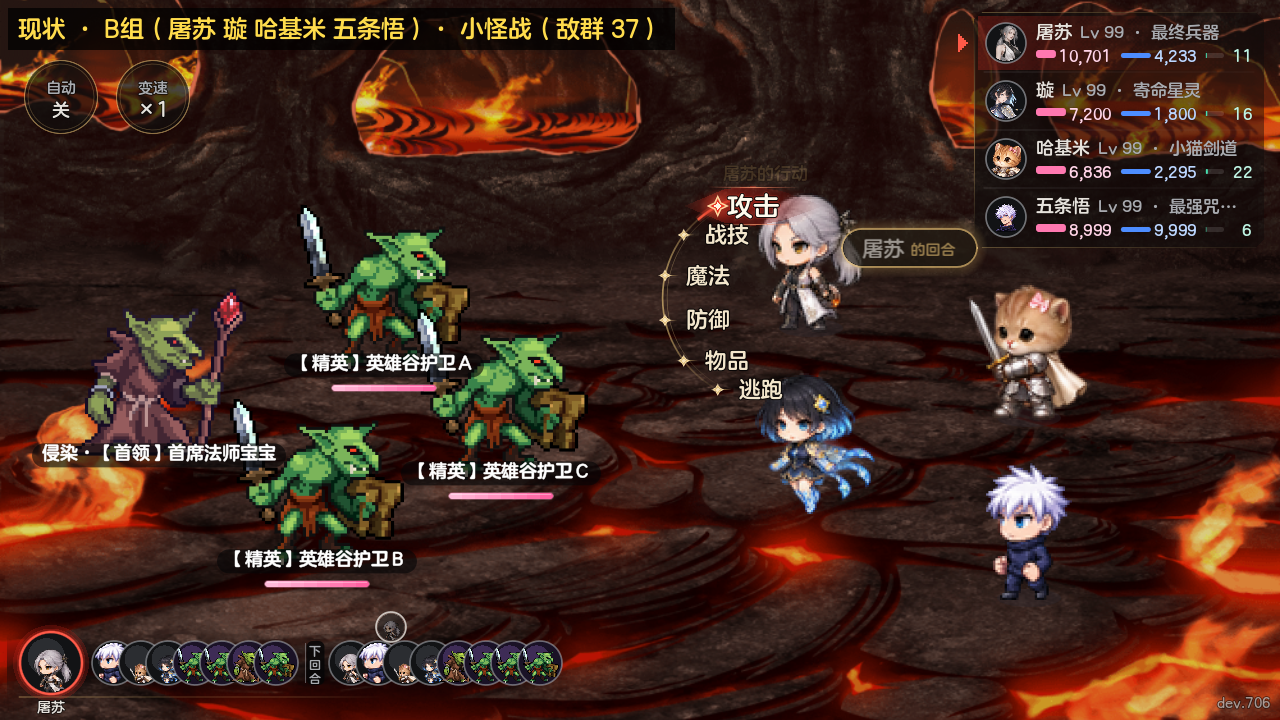 现状 · B组（屠苏 璇 哈基米 五条悟）· 小怪战（敌群 37）
自动
关
变速
×1
屠苏 Lv 99 · 最终兵器
10,701 4,233 11
璇 Lv 99 · 寄命星灵
7,200 1,800 16
哈基米 Lv 99 · 小猫剑道
6,836 2,295 22
五条悟 Lv 99 · 最强咒…
8,999 9,999 6
屠苏的行动
攻击
战技
魔法
防御
物品
逃跑
屠苏 的回合
【精英】英雄谷护卫A
侵染·【首领】首席法师宝宝
【精英】英雄谷护卫C
【精英】英雄谷护卫B
下回合
屠苏
dev.706